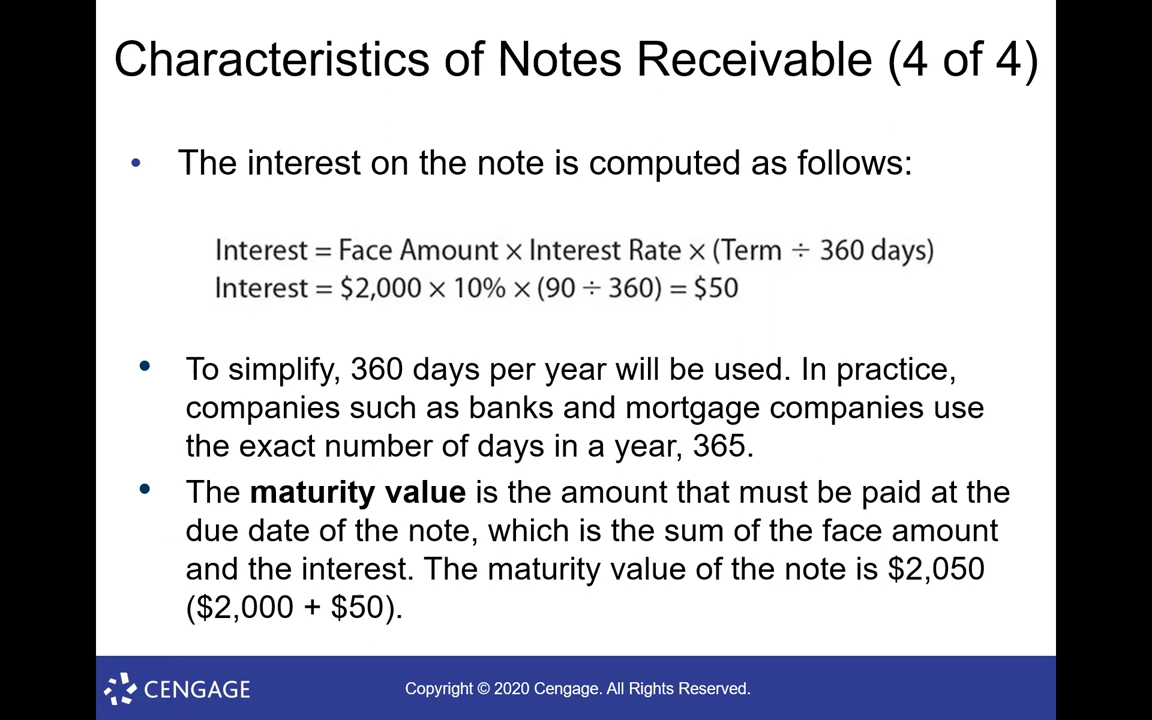 Characteristics of Notes Receivable (4 of 4)
• The interest on the note is computed as follows:
Interest = Face Amount × Interest Rate × (Term ÷ 360 days)
Interest = $2,000 × 10% × (90 ÷ 360) = $50
• To simplify, 360 days per year will be used. In practice,
companies such as banks and mortgage companies use
the exact number of days in a year, 365.
• The maturity value is the amount that must be paid at the
due date of the note, which is the sum of the face amount
and the interest. The maturity value of the note is $2,050
($2,000 + $50).
CENGAGE
Copyright © 2020 Cengage. All Rights Reserved.